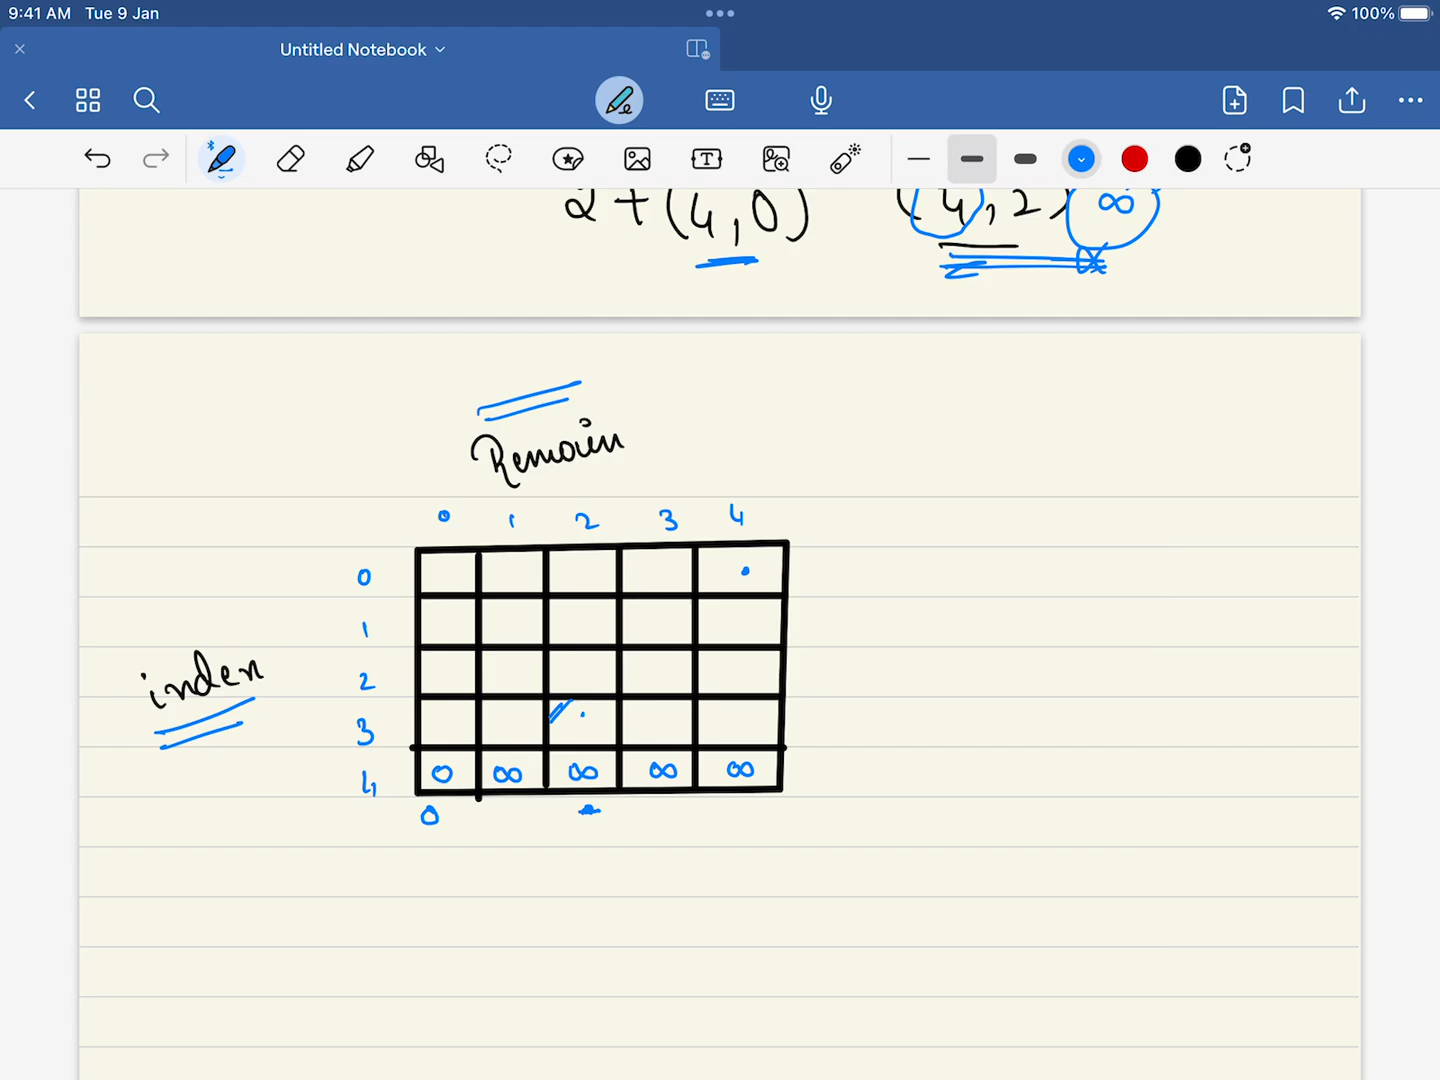 9:41 AM Tue 9 Jan
100%
Untitled Notebook
2 + (4,0) (4,2) ∞
Remain
0 1 2 3 4
0
1
index
2
3
4 0 ∞ ∞ ∞ ∞
0